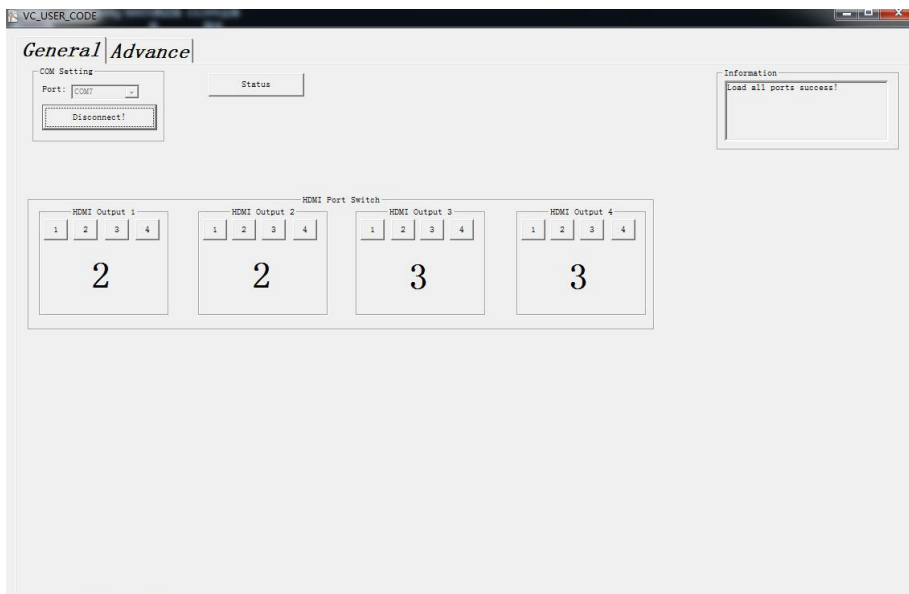 VC_USER_CODE
General Advance
COM Setting
Port: COM7
Disconnect!
Status
Information
Load all ports success!
HDMI Port Switch
HDMI Output 1 HDMI Output 2 HDMI Output 3 HDMI Output 4
1 2 3 4 1 2 3 4 1 2 3 4 1 2 3 4
2 2 3 3